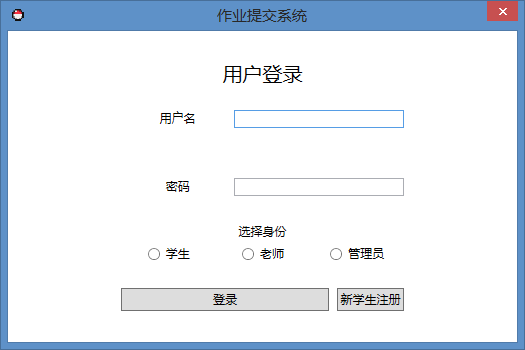 作业提交系统
用户登录
用户名
密码
选择身份
学生 老师 管理员
登录 新学生注册